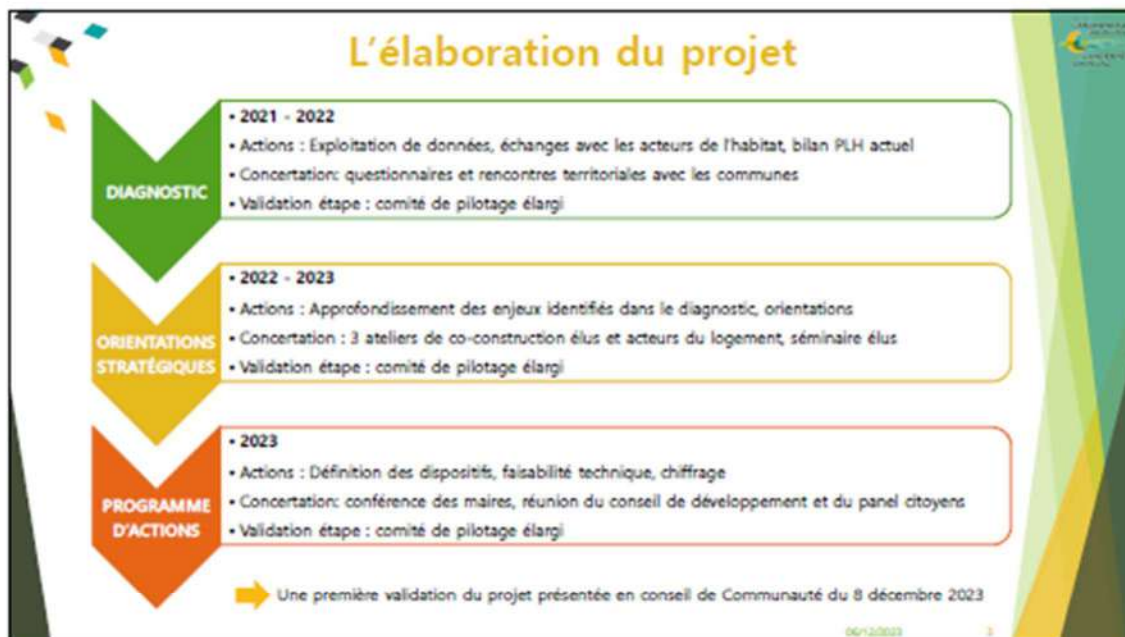 L'élaboration du projet
DIAGNOSTIC
• 2021 - 2022
• Actions : Exploitation de données, échanges avec les acteurs de l'habitat, bilan PLH actuel
• Concertation: questionnaires et rencontres territoriales avec les communes
• Validation étape : comité de pilotage élargi
ORIENTATIONS
STRATÉGIQUES
• 2022 - 2023
• Actions : Approfondissement des enjeux identifiés dans le diagnostic, orientations
• Concertation : 3 ateliers de co-construction élus et acteurs du logement, séminaire élus
• Validation étape : comité de pilotage élargi
PROGRAMME
D'ACTIONS
• 2023
• Actions : Définition des dispositifs, faisabilité technique, chiffrage
• Concertation: conférence des maires, réunion du conseil de développement et du panel citoyens
• Validation étape : comité de pilotage élargi
Une première validation du projet présentée en conseil de Communauté du 8 décembre 2023
06/12/2023